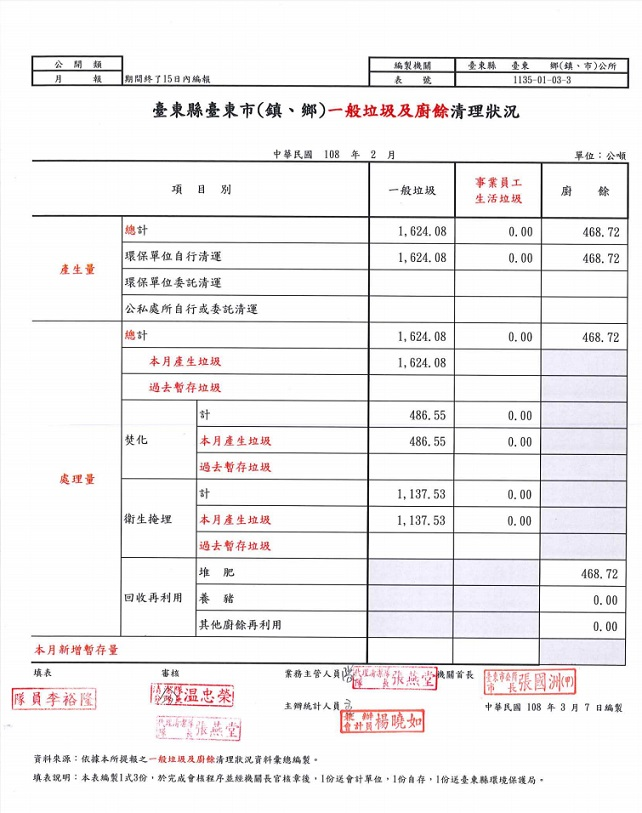 公開類
月報 期間終了15日內編報
編製機關 臺東縣 臺東 鄉(鎮、市)公所
表號 1135-01-03-3
臺東縣臺東市(鎮、鄉)一般垃圾及廚餘清理狀況
中華民國 108 年 2 月 單位：公噸
項目別 一般垃圾 事業員工生活垃圾 廚餘
產生量
總計 1,624.08 0.00 468.72
環保單位自行清運 1,624.08 0.00 468.72
環保單位委託清運
公私處所自行或委託清運
處理量
總計 1,624.08 0.00 468.72
本月產生垃圾 1,624.08
過去暫存垃圾
焚化
計 486.55 0.00
本月產生垃圾 486.55 0.00
過去暫存垃圾
衛生掩埋
計 1,137.53 0.00
本月產生垃圾 1,137.53 0.00
過去暫存垃圾
回收再利用
堆肥 468.72
養豬 0.00
其他廚餘再利用 0.00
本月新增暫存量
填表 審核 業務主管人員 機關首長
隊員李裕隆 溫忠榮 張燕堂 市長張國洲
張燕堂 主辦統計人員 會計員楊曉如 中華民國 108 年 3 月 7 日編製
資料來源：依據本所提報之一般垃圾及廚餘清理狀況資料彙總編製。
填表說明：本表編製1式3份，於完成會核程序並經機關長官核章後，1份送會計單位，1份自存，1份送臺東縣環境保護局。